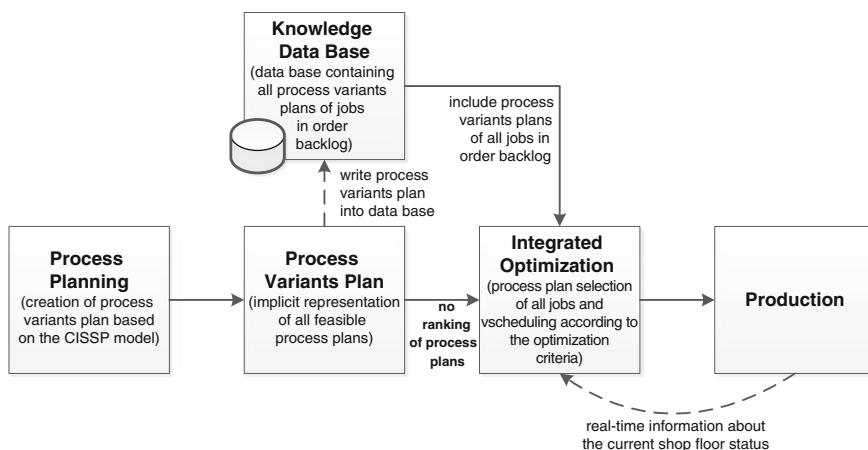 Knowledge
Data Base
(data base containing
all process variants
plans of jobs
in order
backlog)
include process
variants plans
of all jobs in
order backlog
write process
variants plan
into data base
Process
Planning
(creation of process
variants plan based
on the CISSP model)
Process
Variants Plan
(implicit representation
of all feasible
process plans)
no
ranking
of process
plans
Integrated
Optimization
(process plan selection
of all jobs and
vscheduling according to
the optimization
criteria)
Production
real-time information about
the current shop floor status